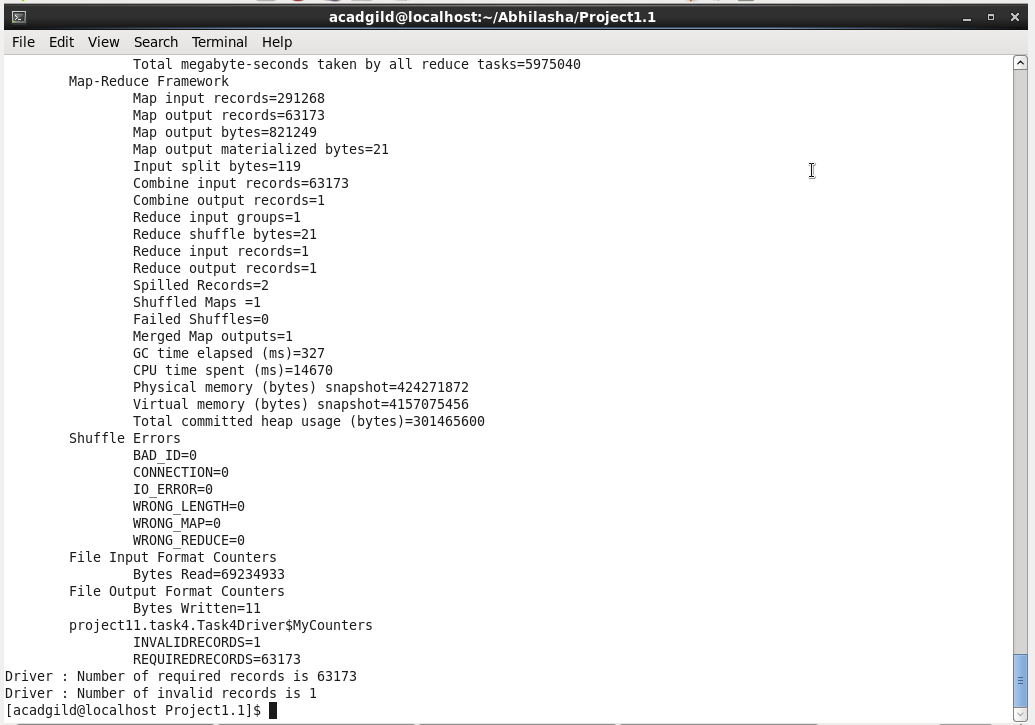 acadgild@localhost:~/Abhilasha/Project1.1
File Edit View Search Terminal Help
Total megabyte-seconds taken by all reduce tasks=5975040
Map-Reduce Framework
Map input records=291268
Map output records=63173
Map output bytes=821249
Map output materialized bytes=21
Input split bytes=119
Combine input records=63173
Combine output records=1
Reduce input groups=1
Reduce shuffle bytes=21
Reduce input records=1
Reduce output records=1
Spilled Records=2
Shuffled Maps =1
Failed Shuffles=0
Merged Map outputs=1
GC time elapsed (ms)=327
CPU time spent (ms)=14670
Physical memory (bytes) snapshot=424271872
Virtual memory (bytes) snapshot=4157075456
Total committed heap usage (bytes)=301465600
Shuffle Errors
BAD_ID=0
CONNECTION=0
IO_ERROR=0
WRONG_LENGTH=0
WRONG_MAP=0
WRONG_REDUCE=0
File Input Format Counters
Bytes Read=69234933
File Output Format Counters
Bytes Written=11
project11.task4.Task4Driver$MyCounters
INVALIDRECORDS=1
REQUIREDRECORDS=63173
Driver : Number of required records is 63173
Driver : Number of invalid records is 1
[acadgild@localhost Project1.1]$